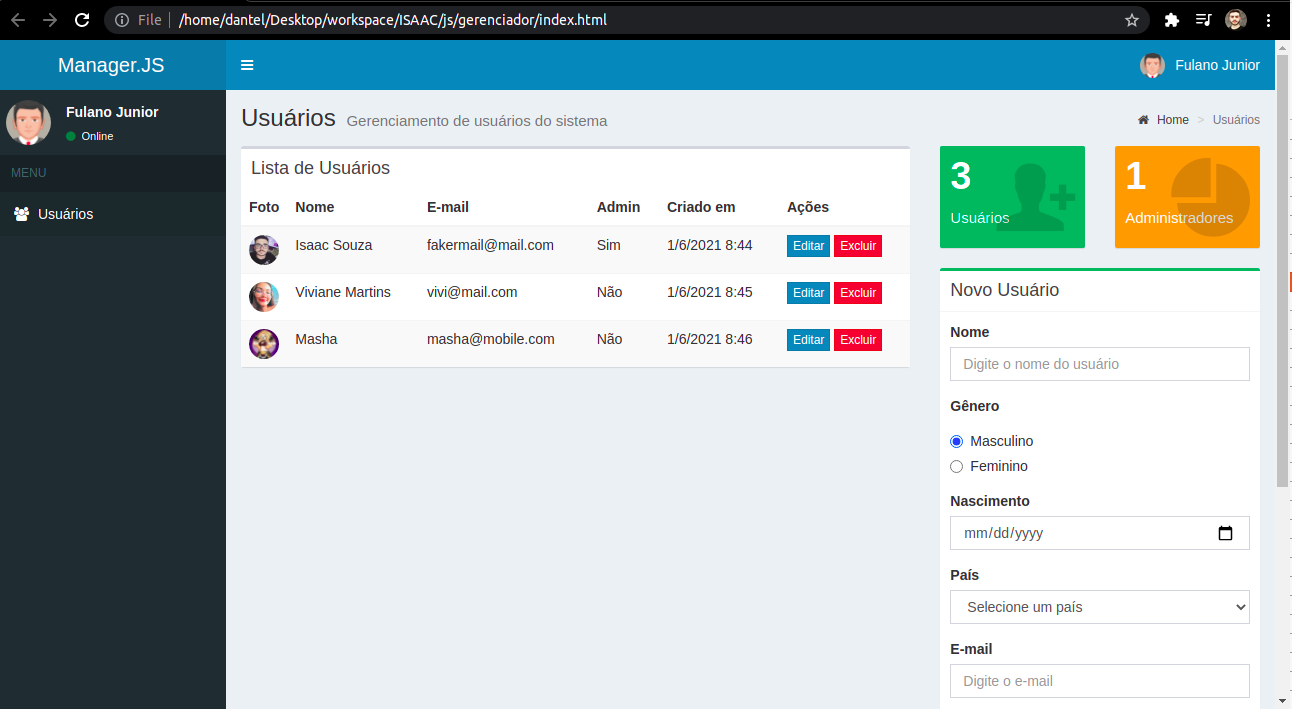 File | /home/dantel/Desktop/workspace/ISAAC/js/gerenciador/index.html
Manager.JS
Fulano Junior
Fulano Junior
Online
MENU
Usuários
Usuários Gerenciamento de usuários do sistema
Home > Usuários
Lista de Usuários
Foto Nome E-mail Admin Criado em Ações
Isaac Souza fakermail@mail.com Sim 1/6/2021 8:44 Editar Excluir
Viviane Martins vivi@mail.com Não 1/6/2021 8:45 Editar Excluir
Masha masha@mobile.com Não 1/6/2021 8:46 Editar Excluir
3
Usuários
1
Administradores
Novo Usuário
Nome
Digite o nome do usuário
Gênero
Masculino
Feminino
Nascimento
mm/dd/yyyy
País
Selecione um país
E-mail
Digite o e-mail